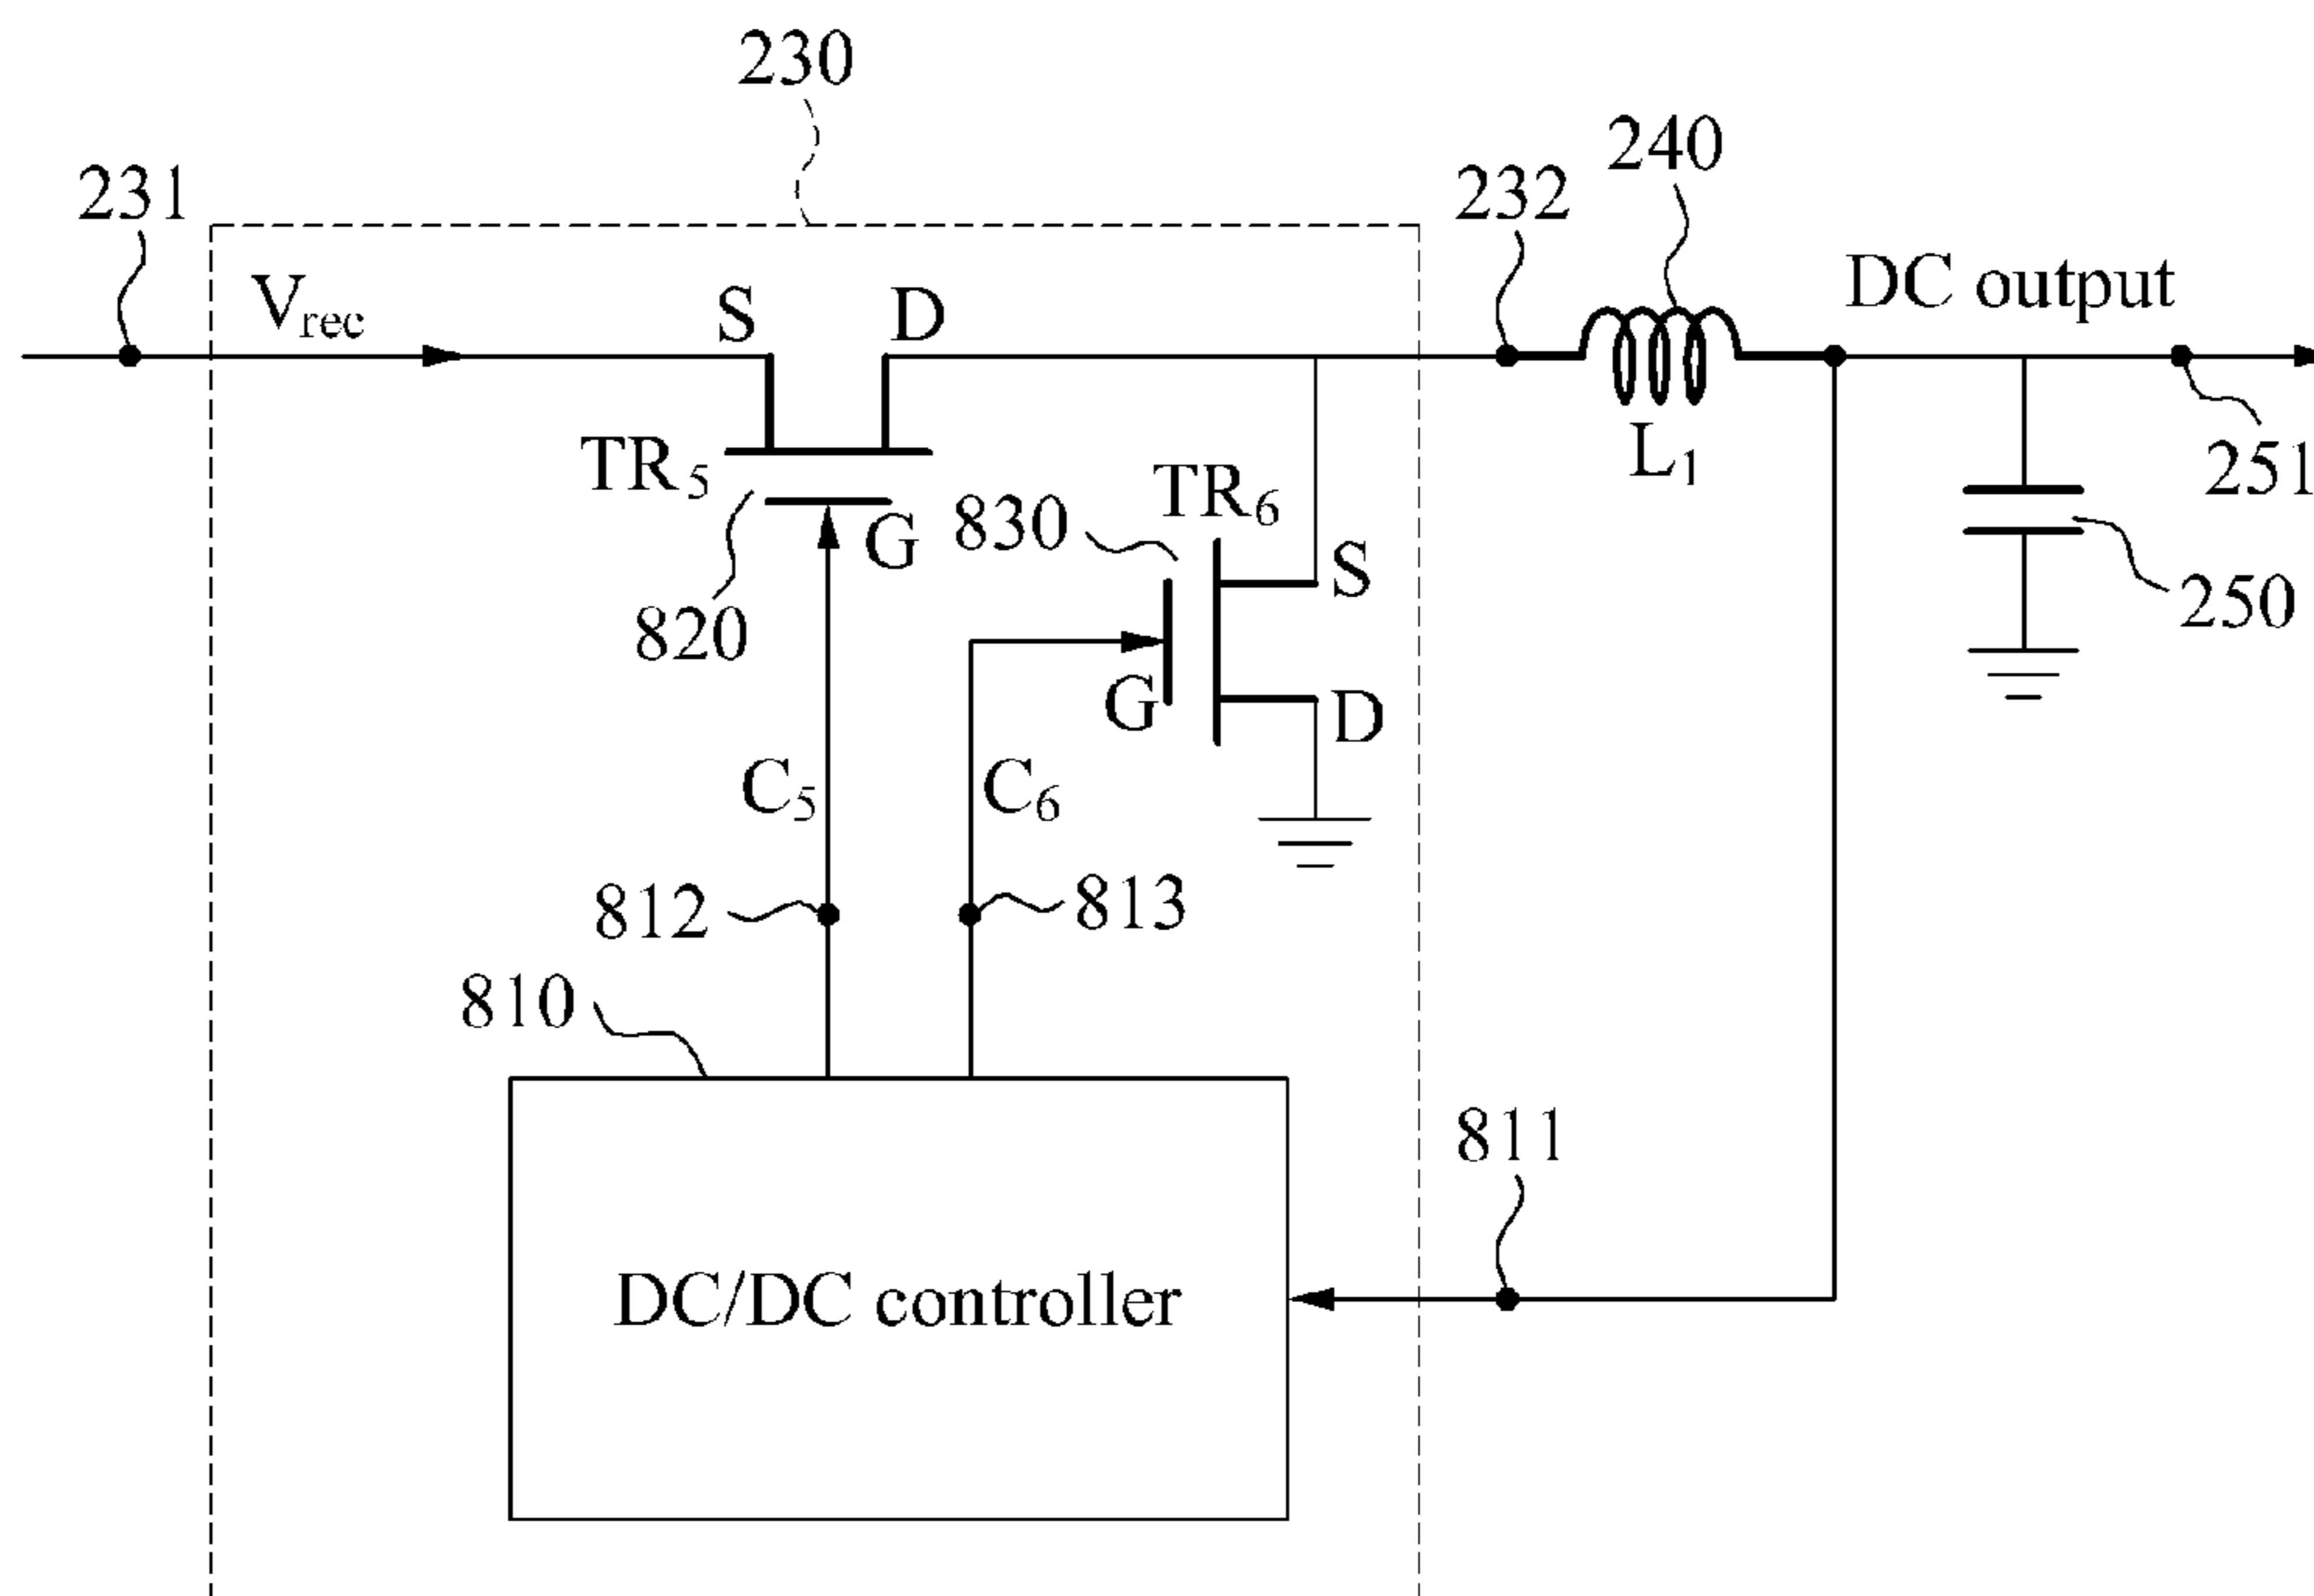 230
240
231
232
V_rec
S
D
DC output
TR₅
L₁
251
830
TR₆
G
S
820
250
G
D
C₅
C₆
812
813
810
811
DC/DC controller